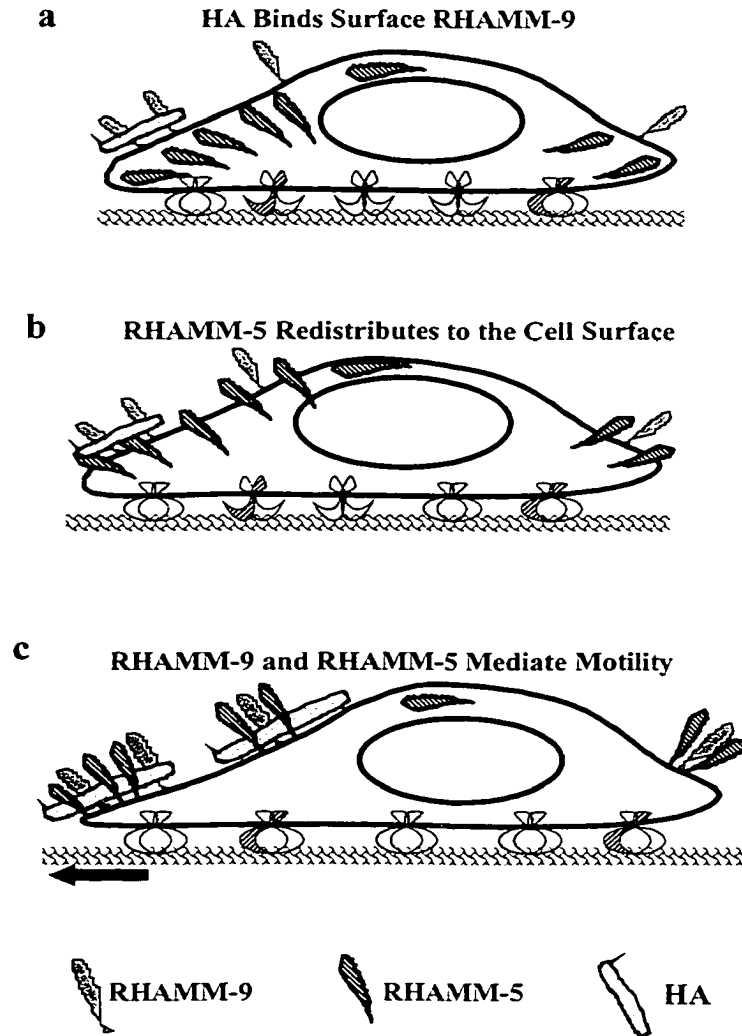 a
HA Binds Surface RHAMM-9
b
RHAMM-5 Redistributes to the Cell Surface
c
RHAMM-9 and RHAMM-5 Mediate Motility
RHAMM-9 RHAMM-5 HA